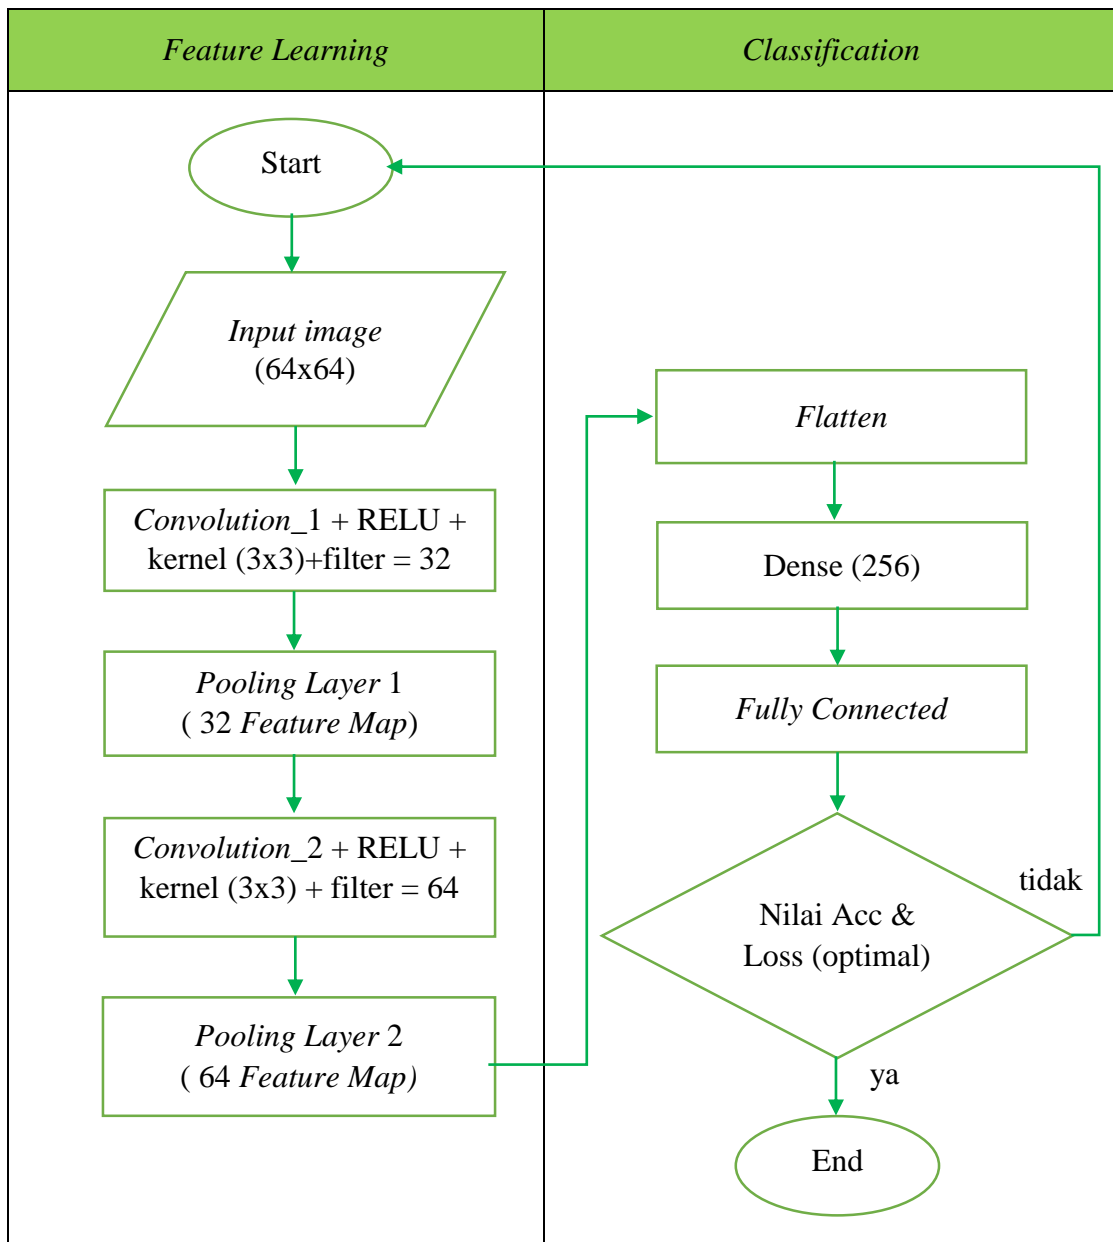 Feature Learning
Classification
Start
Input image
(64x64)
Convolution_1 + RELU +
kernel (3x3)+filter = 32
Pooling Layer 1
( 32 Feature Map)
Convolution_2 + RELU +
kernel (3x3) + filter = 64
Pooling Layer 2
( 64 Feature Map)
Flatten
Dense (256)
Fully Connected
Nilai Acc &
Loss (optimal)
tidak
ya
End